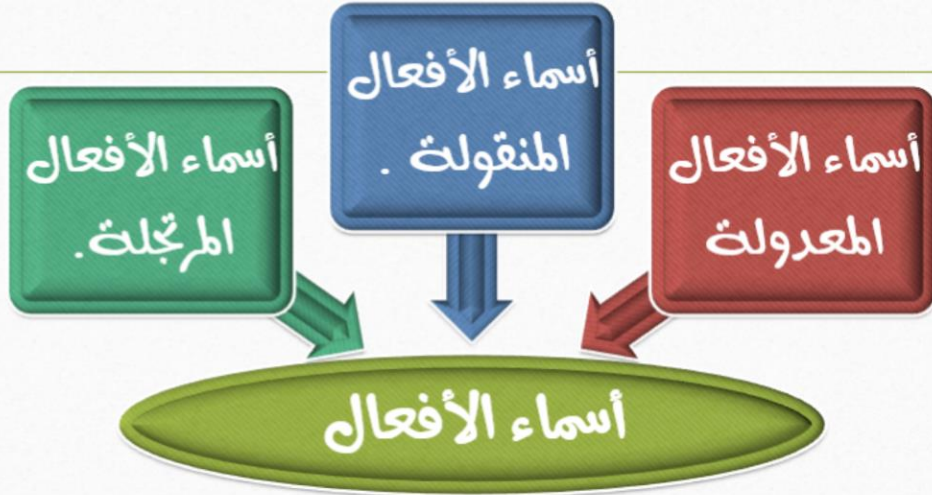 أسماء الأفعال
المعدولة
أسماء الأفعال
المنقولة .
أسماء الأفعال
المرتجلة.
أسماء الأفعال